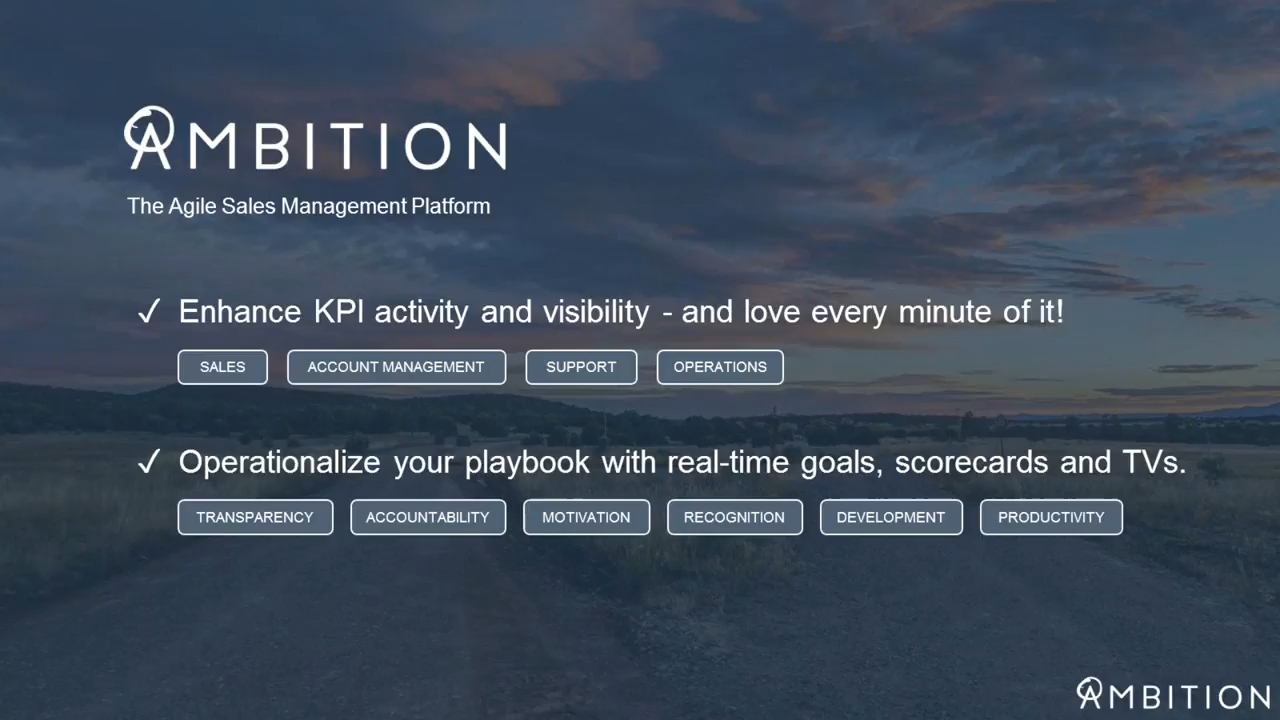 AMBITION
The Agile Sales Management Platform
✓ Enhance KPI activity and visibility - and love every minute of it!
SALES ACCOUNT MANAGEMENT SUPPORT OPERATIONS
✓ Operationalize your playbook with real-time goals, scorecards and TVs.
TRANSPARENCY ACCOUNTABILITY MOTIVATION RECOGNITION DEVELOPMENT PRODUCTIVITY
AMBITION